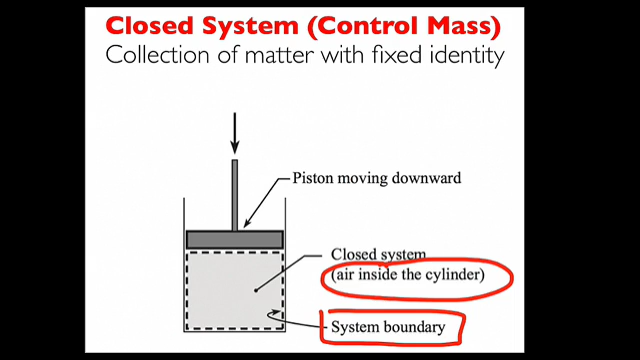 Closed System (Control Mass)
Collection of matter with fixed identity
Piston moving downward
Closed system
(air inside the cylinder)
System boundary